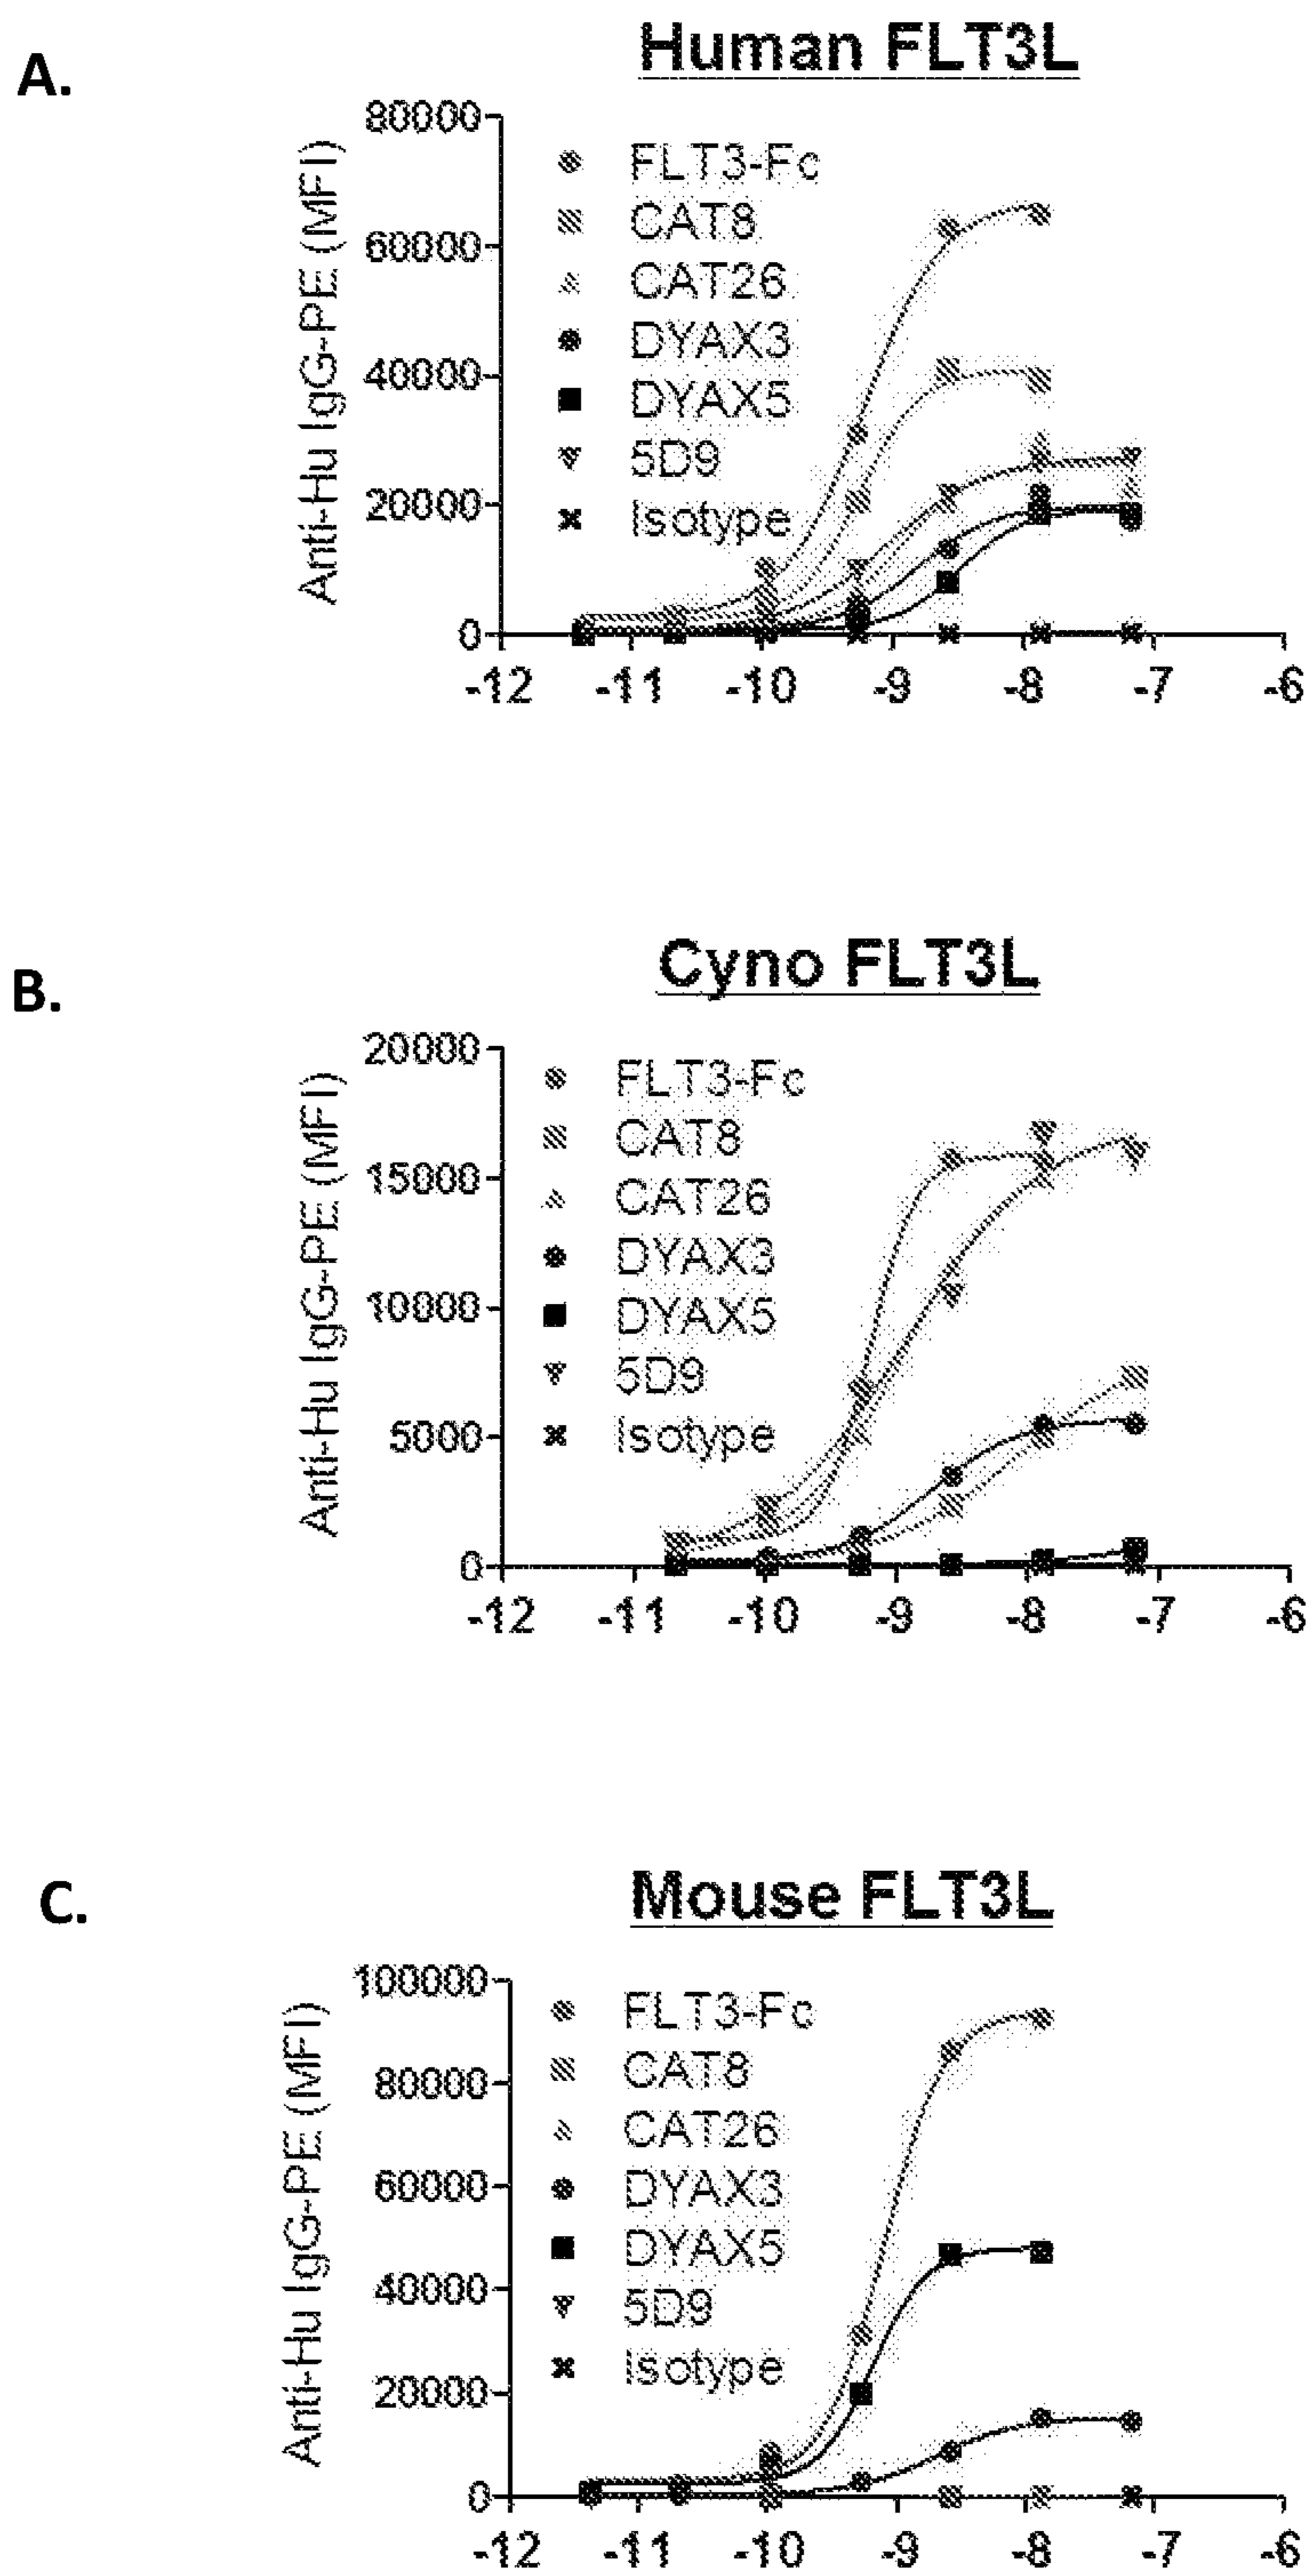 A.
Human FLT3L
Anti-Hu IgG-PE (MFI)
80000
60000
40000
20000
0
FLT3-Fc
CAT8
CAT26
DYAX3
DYAX5
5D9
Isotype
-12 -11 -10 -9 -8 -7 -6
B.
Cyno FLT3L
Anti-Hu IgG-PE (MFI)
20000
15000
10000
5000
0
FLT3-Fc
CAT8
CAT26
DYAX3
DYAX5
5D9
Isotype
-12 -11 -10 -9 -8 -7 -6
C.
Mouse FLT3L
Anti-Hu IgG-PE (MFI)
100000
80000
60000
40000
20000
0
FLT3-Fc
CAT8
CAT26
DYAX3
DYAX5
5D9
Isotype
-12 -11 -10 -9 -8 -7 -6